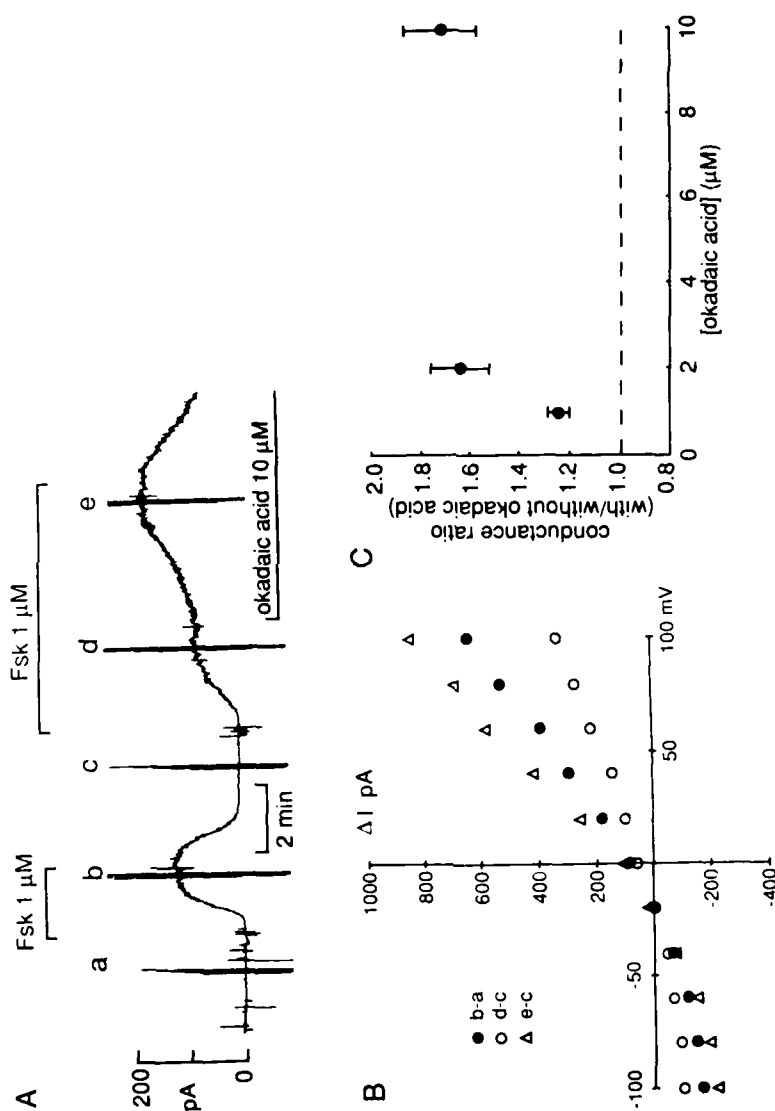 A
Fsk 1 μM
Fsk 1 μM
a
b
c
d
e
200
pA
0
2 min
okadaic acid 10 μM
B
Δ I pA
1000
800
600
400
200
-200
-400
-100
-50
50
100 mV
b-a
d-c
e-c
C
conductance ratio
(with/without okadaic acid)
2.0
1.8
1.6
1.4
1.2
1.0
0.8
0
2
4
6
8
10
[okadaic acid] (μM)